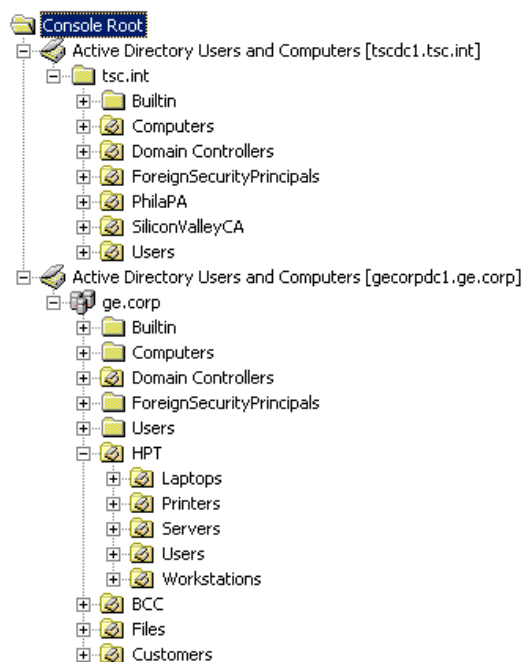 Console Root
Active Directory Users and Computers [tscdc1.tsc.int]
tsc.int
Builtin
Computers
Domain Controllers
ForeignSecurityPrincipals
PhilaPA
SiliconValleyCA
Users
Active Directory Users and Computers [gecorpdc1.ge.corp]
ge.corp
Builtin
Computers
Domain Controllers
ForeignSecurityPrincipals
Users
HPT
Laptops
Printers
Servers
Users
Workstations
BCC
Files
Customers